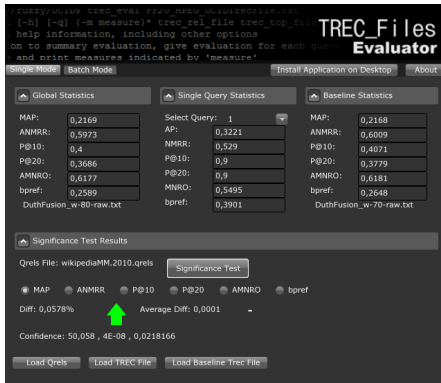 /fuzzy/OLDW trec_eval
[-h] [-q] {-m measure}* trec_rel_file trec_top_file
help information, including other options
on to summary evaluation, give evaluation for each query
and print measures indicated by 'measure'
TREC_Files
Evaluator
Single Mode Batch Mode Install Application on Desktop About
Global Statistics
MAP: 0,2169
ANMRR: 0,5973
P@10: 0,4
P@20: 0,3686
AMNRO: 0,6177
bpref: 0,2589
DuthFusion_w-80-raw.txt
Single Query Statistics
Select Query: 1
AP: 0,3221
NMRR: 0,529
P@10: 0,9
P@20: 0,9
MNRO: 0,5495
bpref: 0,3901
Baseline Statistics
MAP: 0,2168
ANMRR: 0,6009
P@10: 0,4071
P@20: 0,3779
AMNRO: 0,6181
bpref: 0,2648
DuthFusion_w-70-raw.txt
Significance Test Results
Qrels File: wikipediaMM.2010.qrels Significance Test
MAP ANMRR P@10 P@20 AMNRO bpref
Diff: 0,0578% Average Diff: 0,0001 -
Confidence: 50,058 , 4E-08 , 0,0218166
Load Qrels Load TREC File Load Baseline Trec File